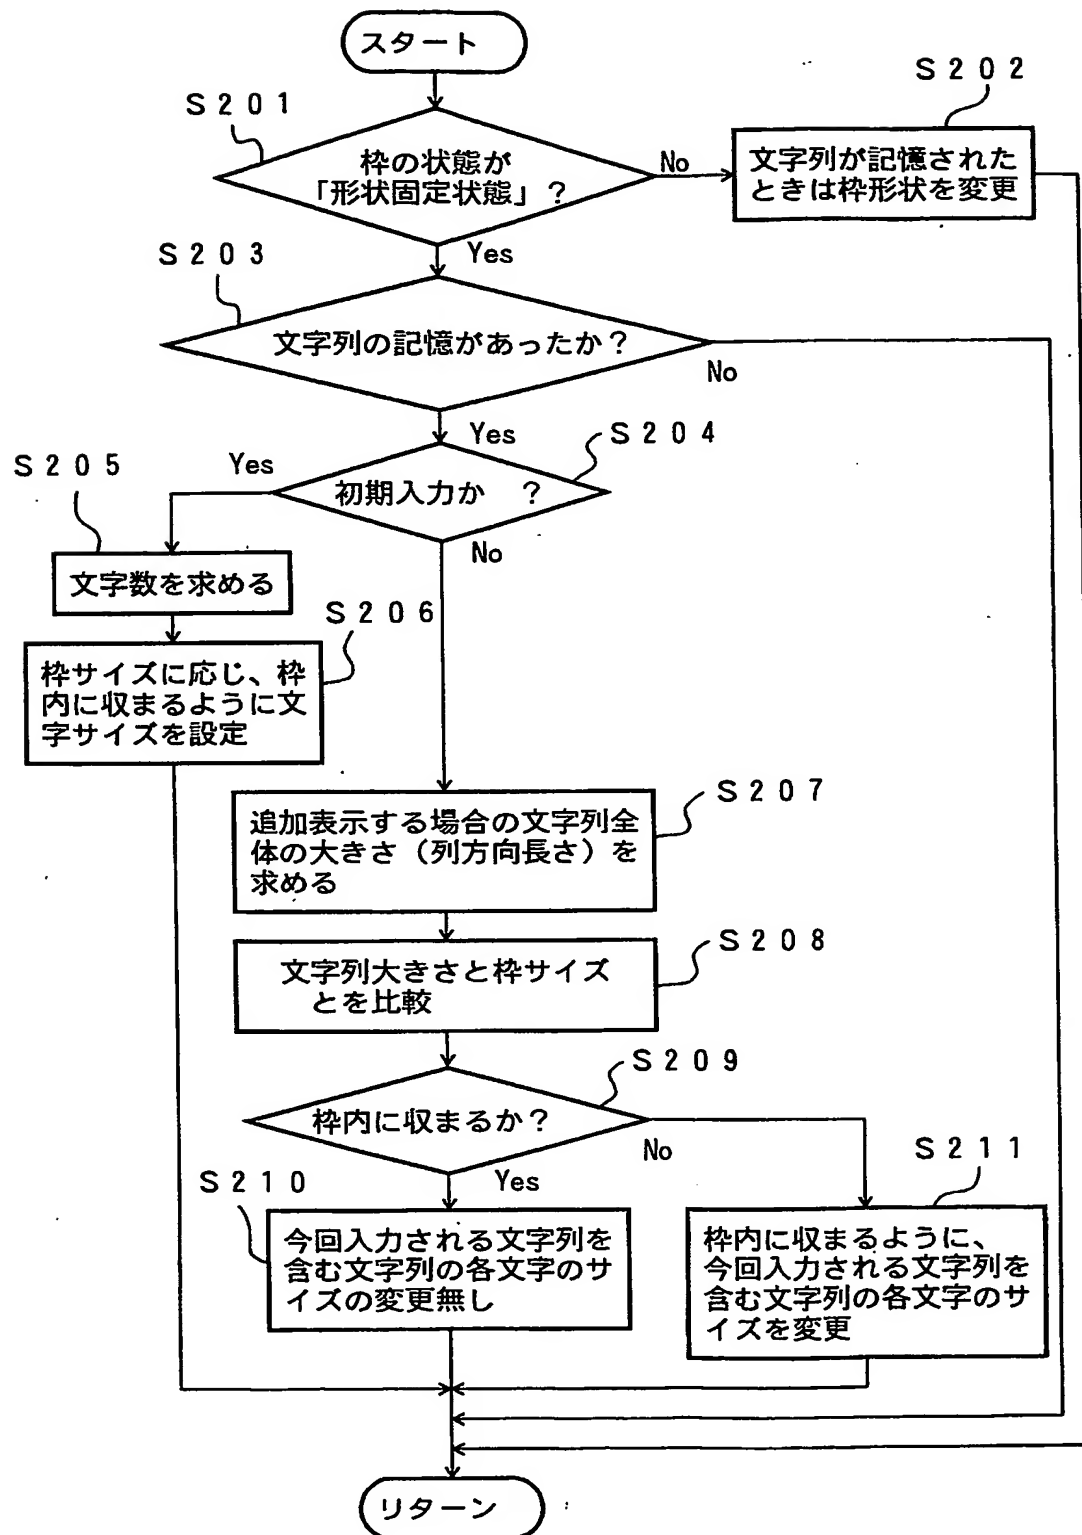 スタート
S201
枠の状態が
「形状固定状態」?
No
S202
文字列が記憶された
ときは枠形状を変更
Yes
S203
文字列の記憶があったか?
No
Yes
S204
初期入力か ?
Yes
No
S205
文字数を求める
S206
枠サイズに応じ、枠
内に収まるように文
字サイズを設定
S207
追加表示する場合の文字列全
体の大きさ(列方向長さ)を
求める
S208
文字列大きさと枠サイズ
とを比較
S209
枠内に収まるか?
No
Yes
S210
今回入力される文字列を
含む文字列の各文字のサ
イズの変更無し
S211
枠内に収まるように、
今回入力される文字列を
含む文字列の各文字のサ
イズを変更
リターン